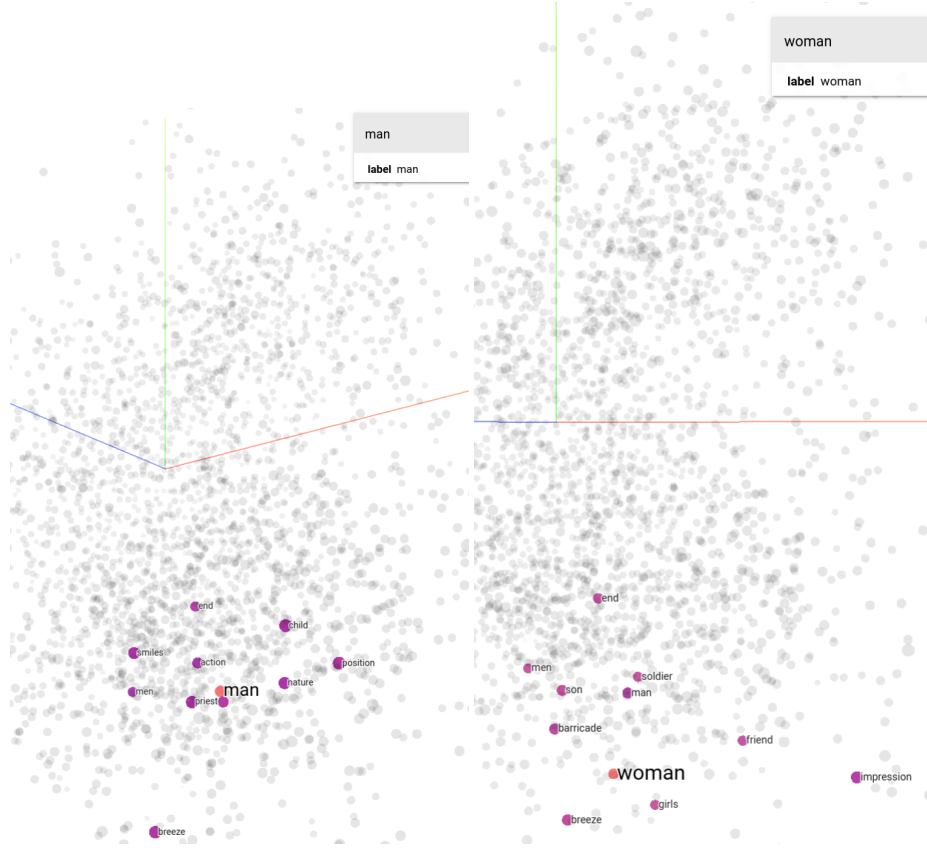 man
label man
end
child
smiles
action
position
nature
men
man
priest
breeze
woman
label woman
end
men
soldier
son
man
barricade
friend
woman
impression
girls
breeze